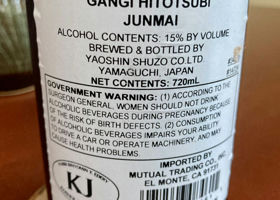 GANGI HITOTSUBI
JUNMAI
ALCOHOL CONTENTS: 15% BY VOLUME
BREWED & BOTTLED BY
YAOSHIN SHUZO CO.LTD.
YAMAGUCHI, JAPAN
NET CONTENTS: 720mL
GOVERNMENT WARNING: (1) ACCORDING TO THE
SURGEON GENERAL, WOMEN SHOULD NOT DRINK
ALCOHOLIC BEVERAGES DURING PREGNANCY BECAUSE
OF THE RISK OF BIRTH DEFECTS. (2) CONSUMPTION
OF ALCOHOLIC BEVERAGES IMPAIRS YOUR ABILITY
TO DRIVE A CAR OR OPERATE MACHINERY, AND MAY
CAUSE HEALTH PROBLEMS.
IMPORTED BY
MUTUAL TRADING CO., INC.
EL MONTE, CA 91731
KJ